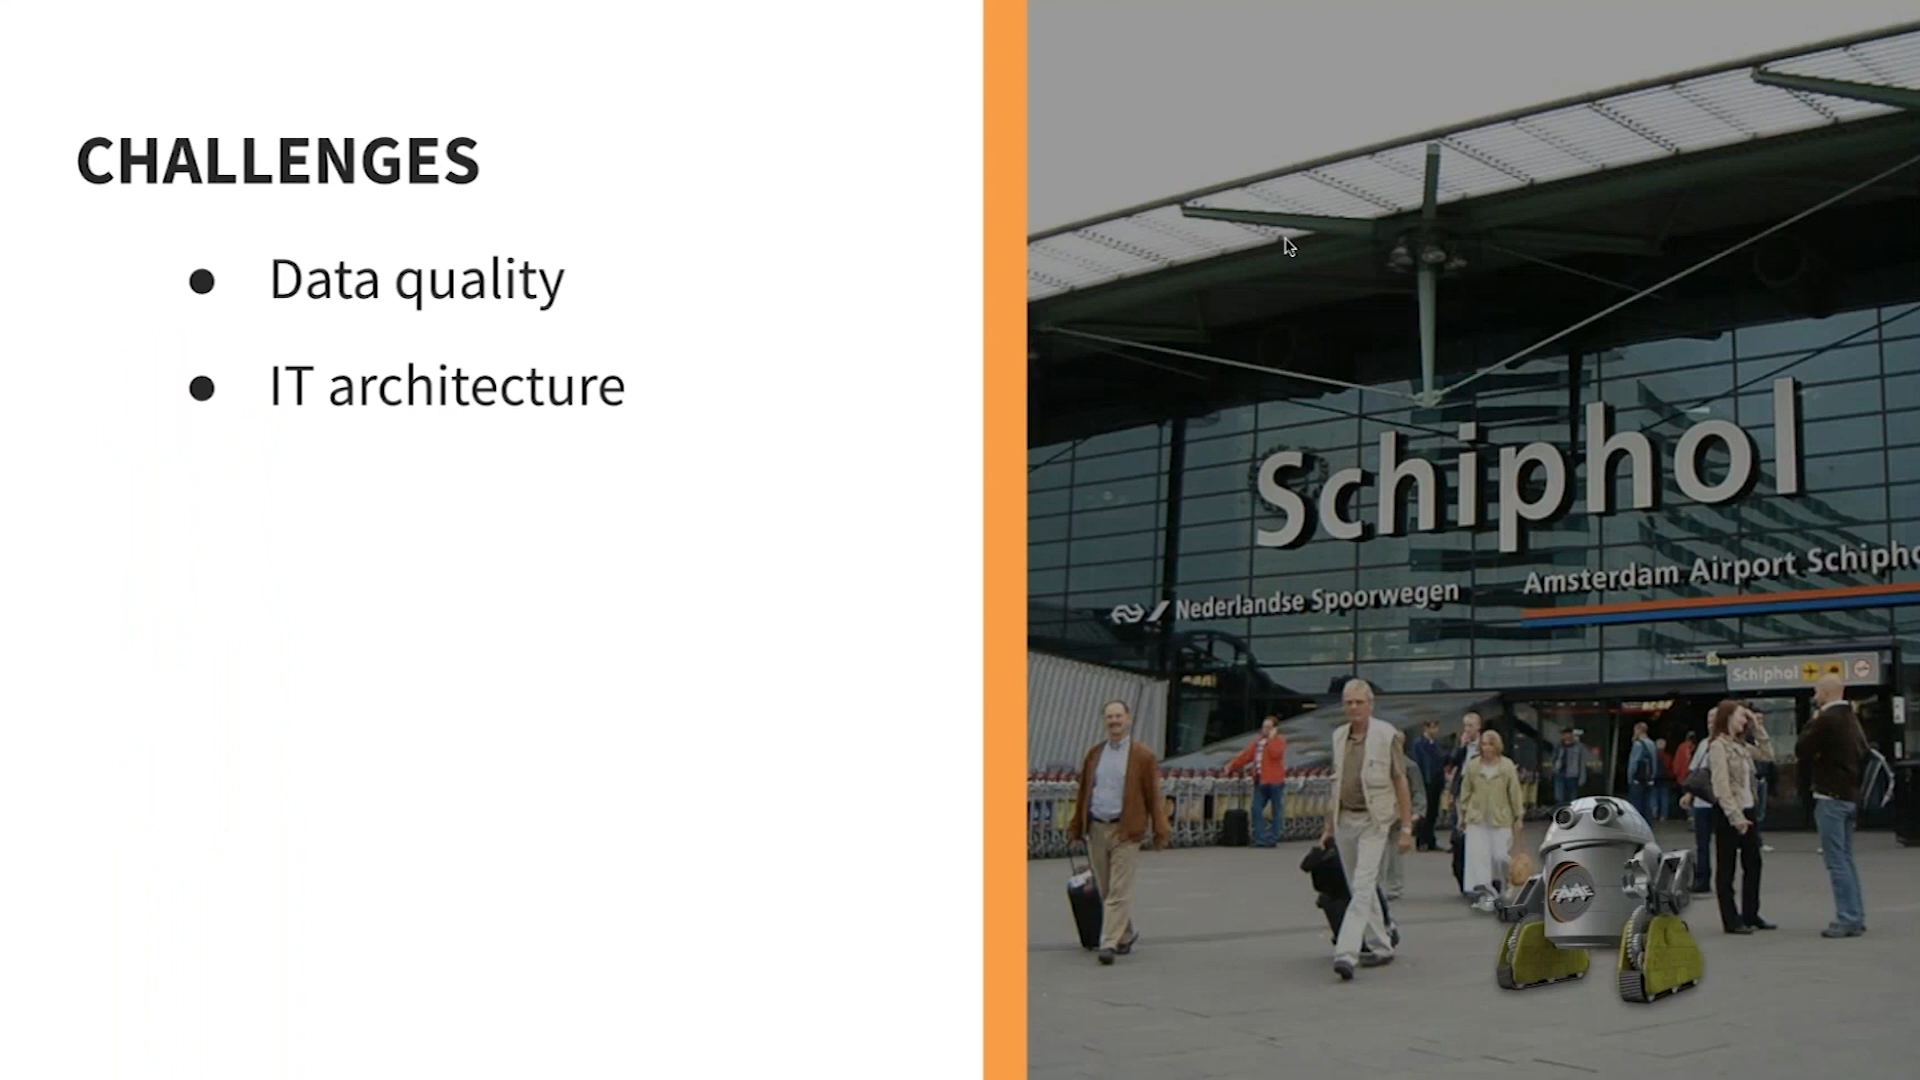 CHALLENGES
● Data quality
● IT architecture
Schiphol
Nederlandse Spoorwegen
Amsterdam Airport Schipho
Schiphol